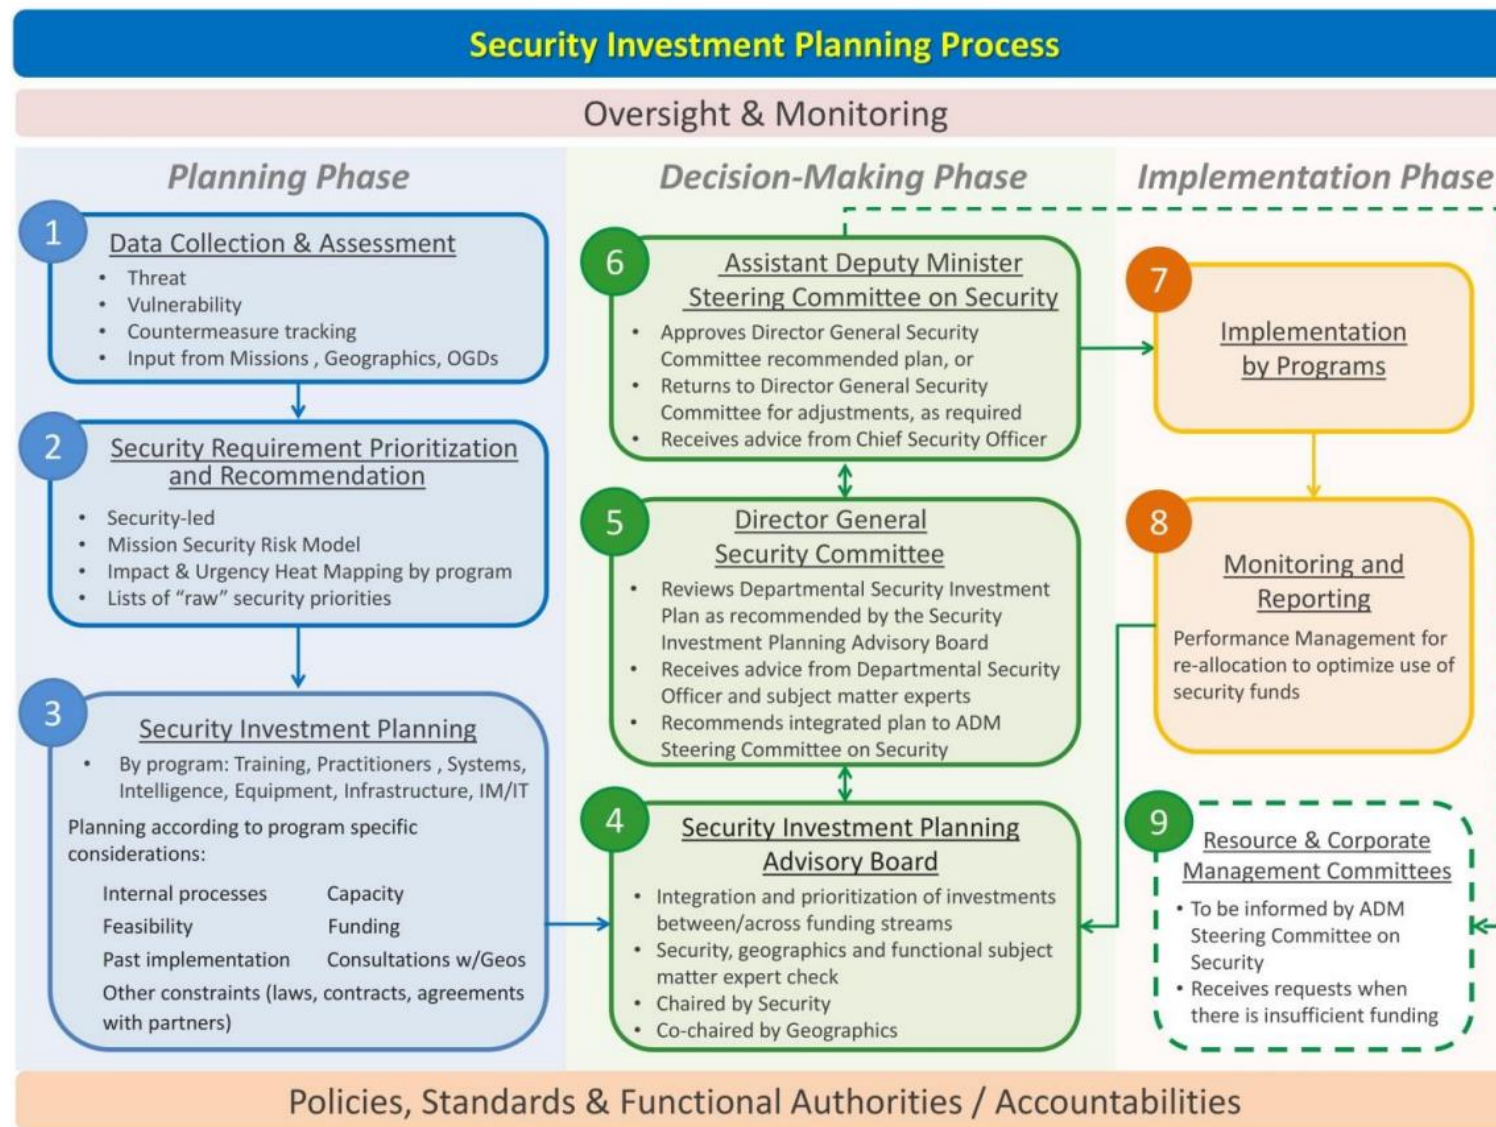 Security Investment Planning Process
Oversight & Monitoring
Planning Phase
1
Data Collection & Assessment
• Threat
• Vulnerability
• Countermeasure tracking
• Input from Missions , Geographics, OGDs
2
Security Requirement Prioritization
and Recommendation
• Security-led
• Mission Security Risk Model
• Impact & Urgency Heat Mapping by program
• Lists of “raw” security priorities
3
Security Investment Planning
• By program: Training, Practitioners , Systems,
Intelligence, Equipment, Infrastructure, IM/IT
Planning according to program specific
considerations:
Internal processes Capacity
Feasibility Funding
Past implementation Consultations w/Geos
Other constraints (laws, contracts, agreements
with partners)
Decision-Making Phase
6
Assistant Deputy Minister
Steering Committee on Security
• Approves Director General Security
Committee recommended plan, or
• Returns to Director General Security
Committee for adjustments, as required
• Receives advice from Chief Security Officer
5
Director General
Security Committee
• Reviews Departmental Security Investment
Plan as recommended by the Security
Investment Planning Advisory Board
• Receives advice from Departmental Security
Officer and subject matter experts
• Recommends integrated plan to ADM
Steering Committee on Security
4
Security Investment Planning
Advisory Board
• Integration and prioritization of investments
between/across funding streams
• Security, geographics and functional subject
matter expert check
• Chaired by Security
• Co-chaired by Geographics
Implementation Phase
7
Implementation
by Programs
8
Monitoring and
Reporting
Performance Management for
re-allocation to optimize use of
security funds
9
Resource & Corporate
Management Committees
• To be informed by ADM
Steering Committee on
Security
• Receives requests when
there is insufficient funding
Policies, Standards & Functional Authorities / Accountabilities